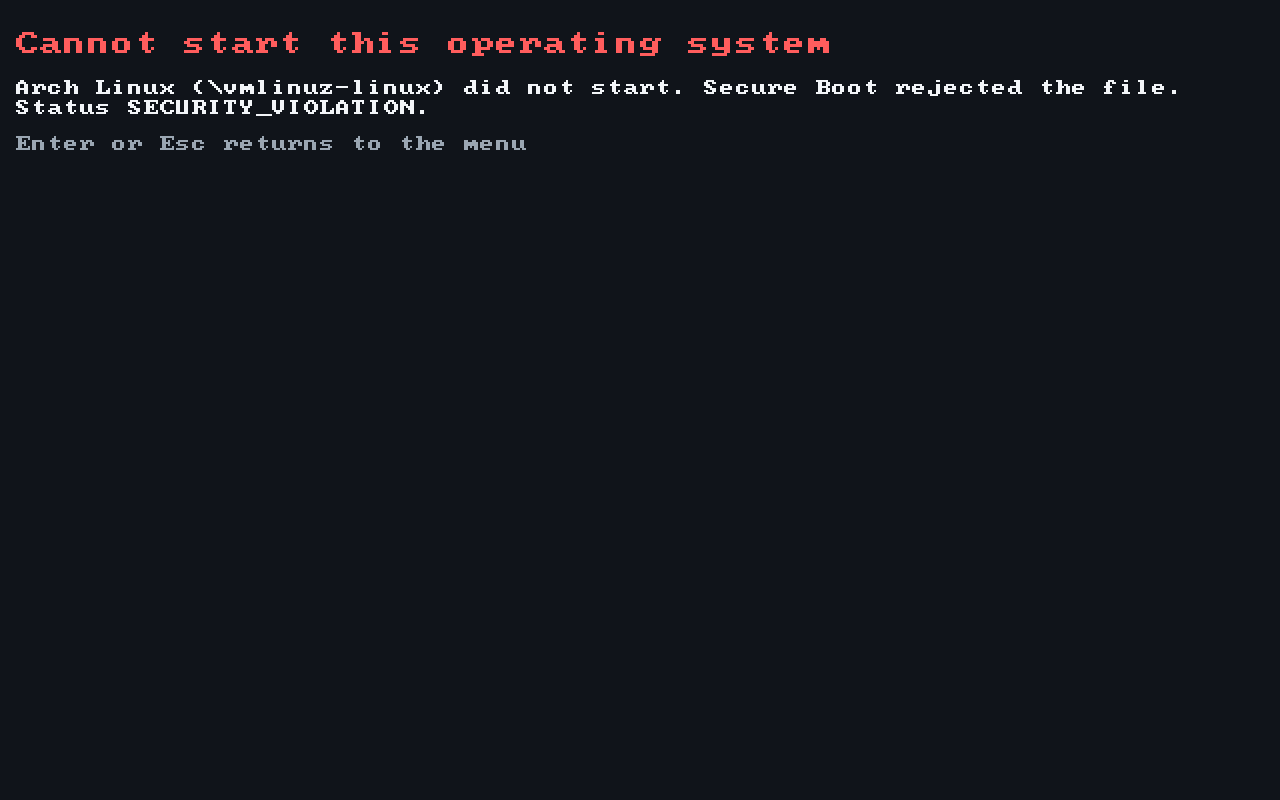 Cannot start this operating system
Arch Linux (\vmlinuz-linux) did not start. Secure Boot rejected the file.
Status SECURITY_VIOLATION.
Enter or Esc returns to the menu